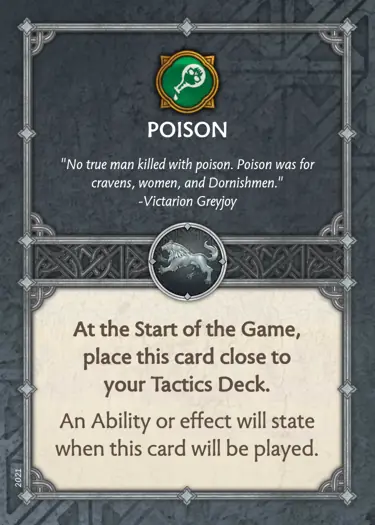 POISON
"No true man killed with poison. Poison was for
cravens, women, and Dornishmen."
-Victarion Greyjoy
At the Start of the Game,
place this card close to
your Tactics Deck.
An Ability or effect will state
when this card will be played.
2021